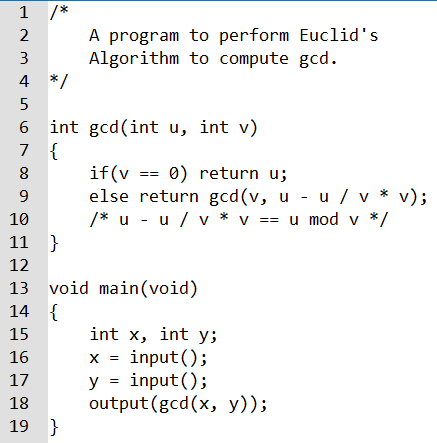 1 /*
2     A program to perform Euclid's
3     Algorithm to compute gcd.
4 */
5
6 int gcd(int u, int v)
7 {
8     if(v == 0) return u;
9     else return gcd(v, u - u / v * v);
10     /* u - u / v * v == u mod v */
11 }
12
13 void main(void)
14 {
15     int x, int y;
16     x = input();
17     y = input();
18     output(gcd(x, y));
19 }